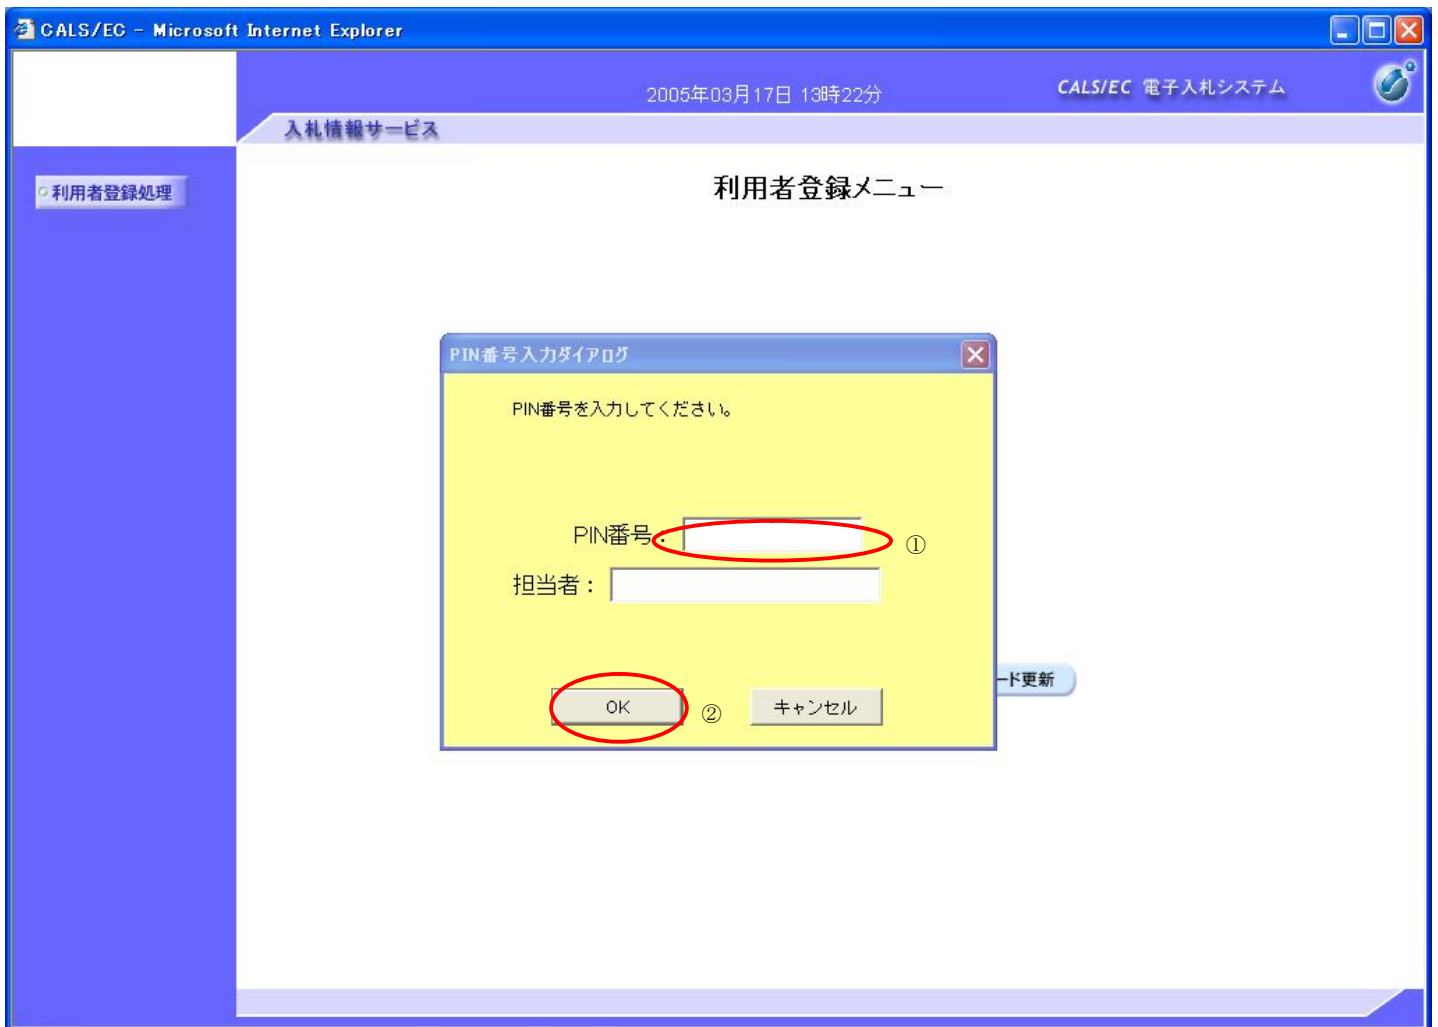 CALS/EC - Microsoft Internet Explorer
2005年03月17日 13時22分
CALS/EC 電子入札システム
入札情報サービス
利用者登録処理
利用者登録メニュー
PIN番号入力ダイアログ
PIN番号を入力してください。
PIN番号：
①
担当者：
ード更新
OK
②
キャンセル